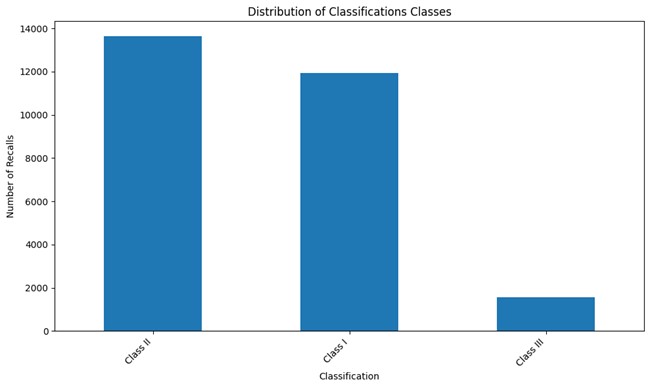 Distribution of Classifications Classes
14000
12000
10000
8000
6000
4000
2000
0
Number of Recalls
Class II
Class I
Class III
Classification